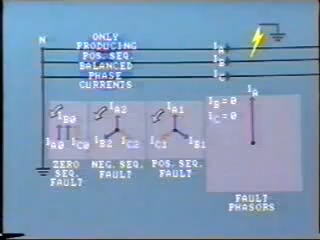 N
ONLY
PRODUCING
POS. SEQ.
BALANCED
PHASE
CURRENTS
IA
IB
IC
IA
IB=0
IC=0
IB0
IA0 IC0
IA2
IB2 IC2
IA1
IC1 IB1
ZERO
SEQ.
FAULT
NEG. SEQ.
FAULT
POS. SEQ.
FAULT
FAULT
PHASORS